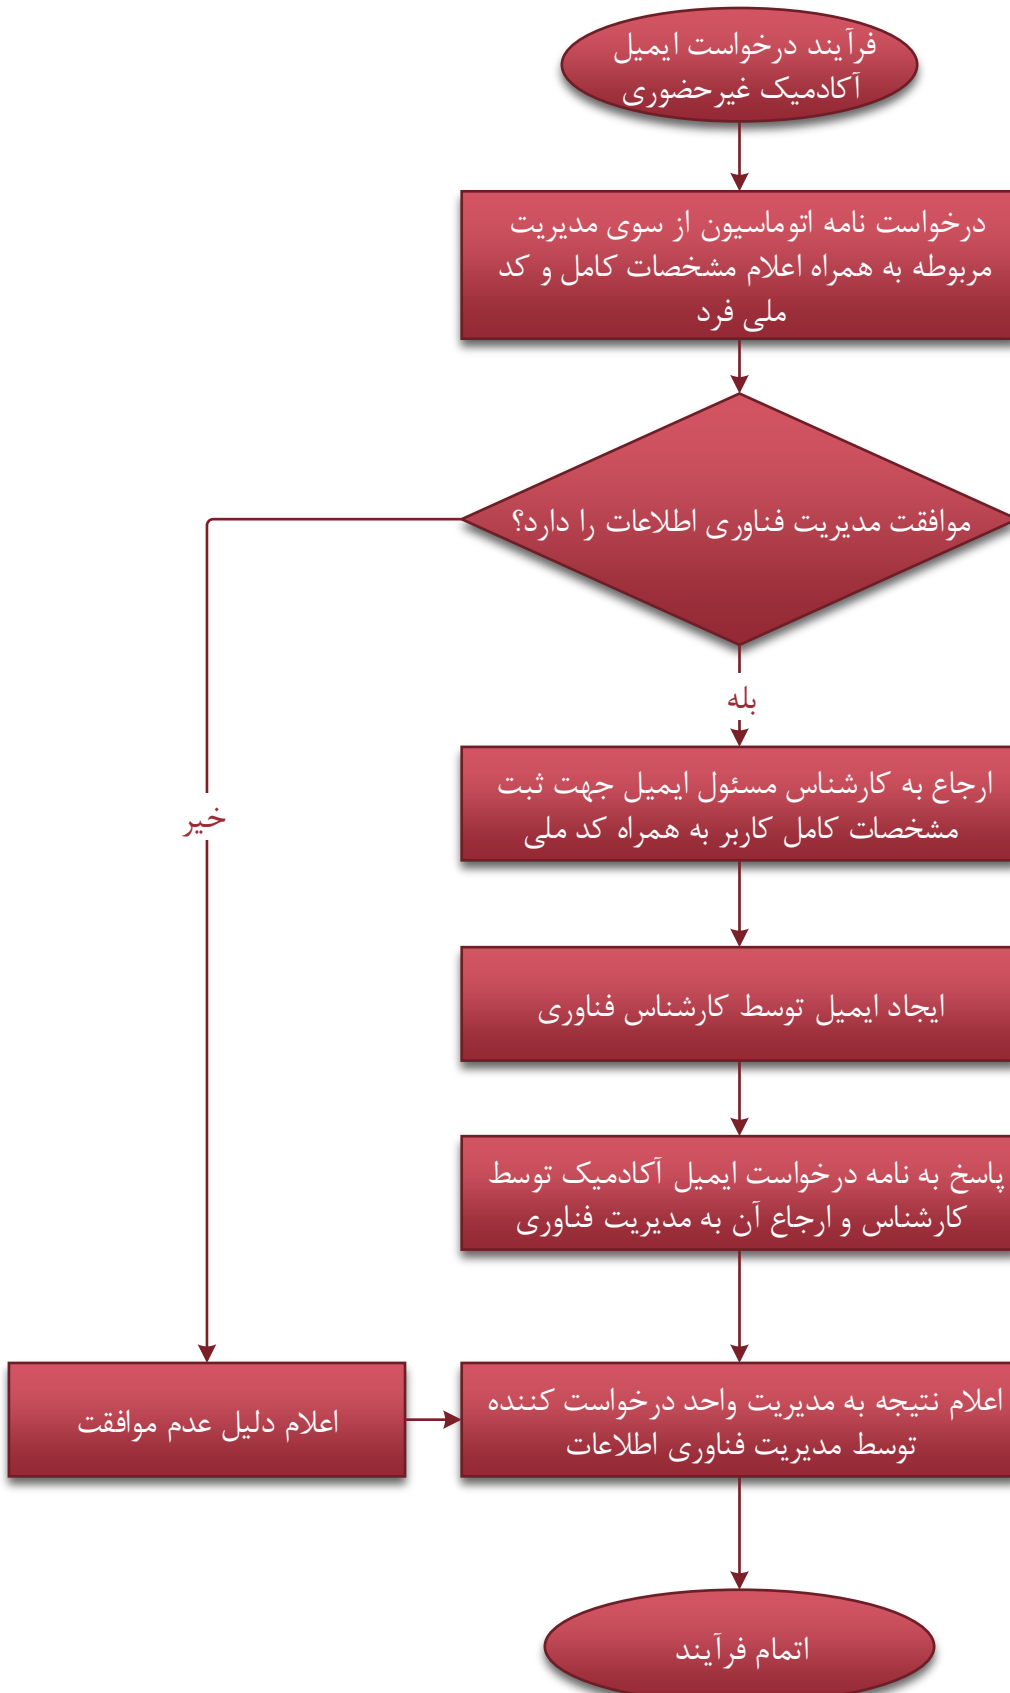 فرآیند درخواست ایمیل
آکادمیک غیرحضوری
درخواست نامه اتوماسیون از سوی مدیریت
مربوطه به همراه اعلام مشخصات کامل و کد
ملی فرد
موافقت مدیریت فناوری اطلاعات را دارد؟
بله
ارجاع به کارشناس مسئول ایمیل جهت ثبت
مشخصات کامل کاربر به همراه کد ملی
خیر
ایجاد ایمیل توسط کارشناس فناوری
پاسخ به نامه درخواست ایمیل آکادمیک توسط
کارشناس و ارجاع آن به مدیریت فناوری
اعلام نتیجه به مدیریت واحد درخواست کننده
توسط مدیریت فناوری اطلاعات
اعلام دلیل عدم موافقت
اتمام فرآیند